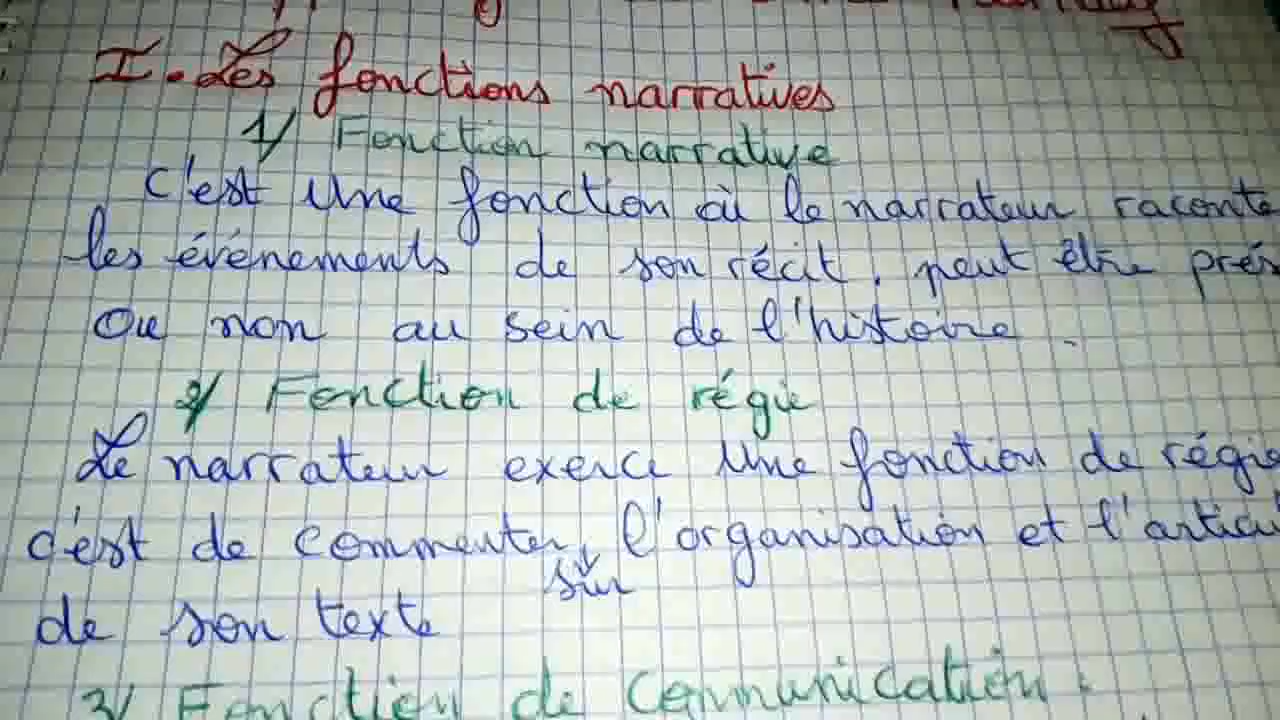 I. Les fonctions narratives
1/ Fonction narrative
C'est une fonction où le narrateur raconte
les événements de son récit, peut être prés
ou non au sein de l'histoire.
2/ Fonction de régie
Le narrateur exerce une fonction de régie
c'est de commenter, l'organisation et l'articu
sur
de son texte
3/ Fonction de communication.